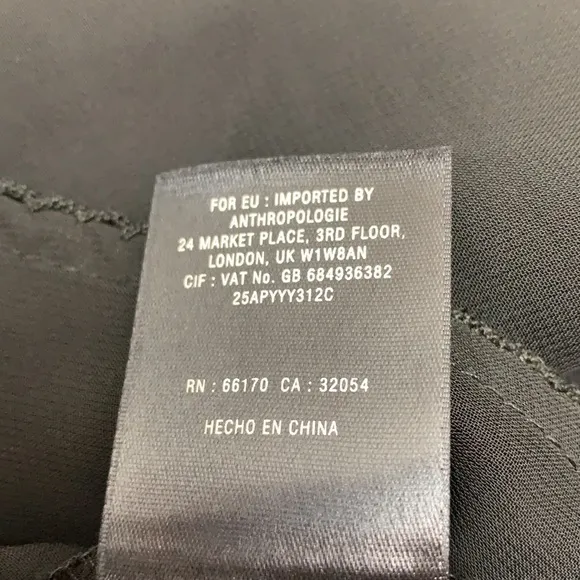 FOR EU : IMPORTED BY
ANTHROPOLOGIE
24 MARKET PLACE, 3RD FLOOR,
LONDON, UK W1W8AN
CIF : VAT No. GB 684936382
25APYYY312C
RN : 66170 CA : 32054
HECHO EN CHINA